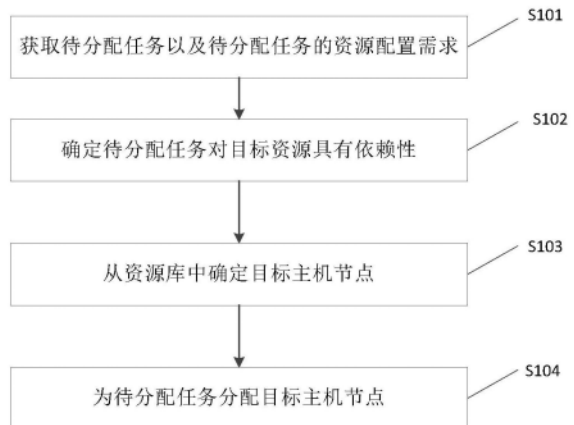 S101
获取待分配任务以及待分配任务的资源配置需求
S102
确定待分配任务对目标资源具有依赖性
S103
从资源库中确定目标主机节点
S104
为待分配任务分配目标主机节点